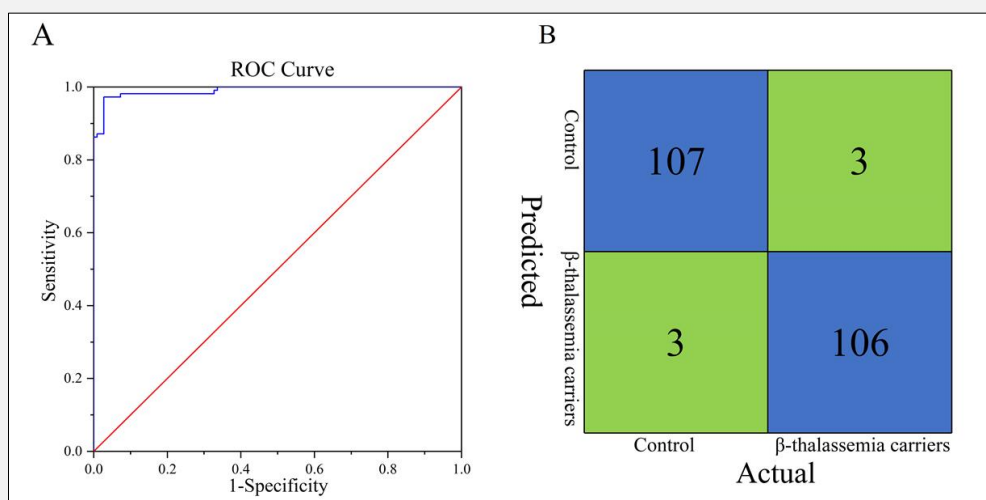 A
ROC Curve
1.0
0.8
0.6
0.4
0.2
0.0
Sensitivity
0.0 0.2 0.4 0.6 0.8 1.0
1-Specificity
B
Control
β-thalassemia carriers
Predicted
107 3
3 106
Control β-thalassemia carriers
Actual